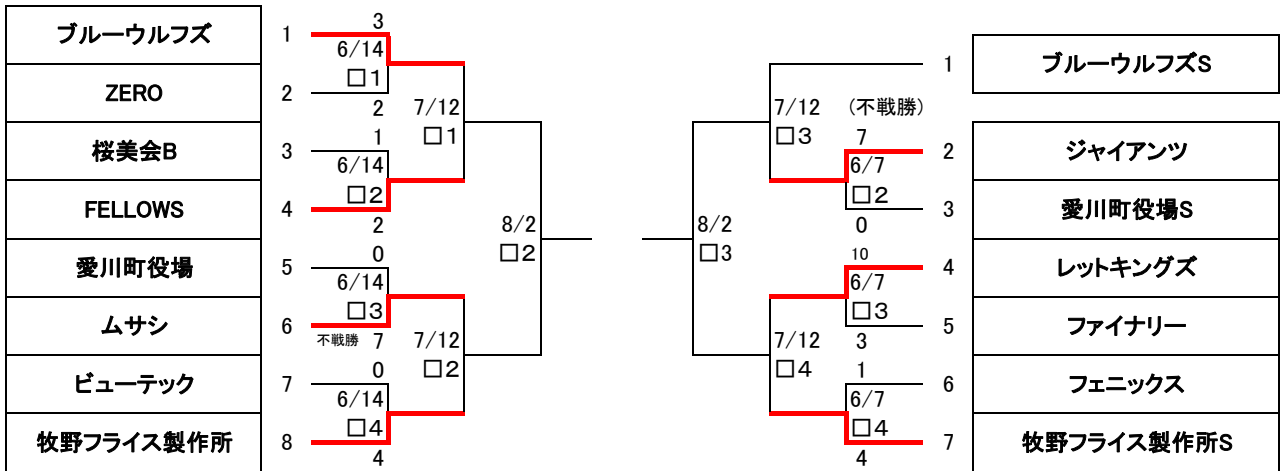 ブルーウルフズ 1 3
6/14
□1
ZERO 2 2
7/12
□1
桜美会B 3 1
6/14
□2
FELLOWS 4 2
8/2
□2
愛川町役場 5 0
6/14
□3
ムサシ 6 不戦勝 7
7/12
□2
ビューテック 7 0
6/14
□4
牧野フライス製作所 8 4
1 ブルーウルフズS
7/12 (不戦勝)
□3
7 2 ジャイアンツ
6/7
□2
0 3 愛川町役場S
8/2
□3
10 4 レットキングズ
6/7
□3
3 5 ファイナリー
7/12
□4
1 6 フェニックス
6/7
□4
4 7 牧野フライス製作所S